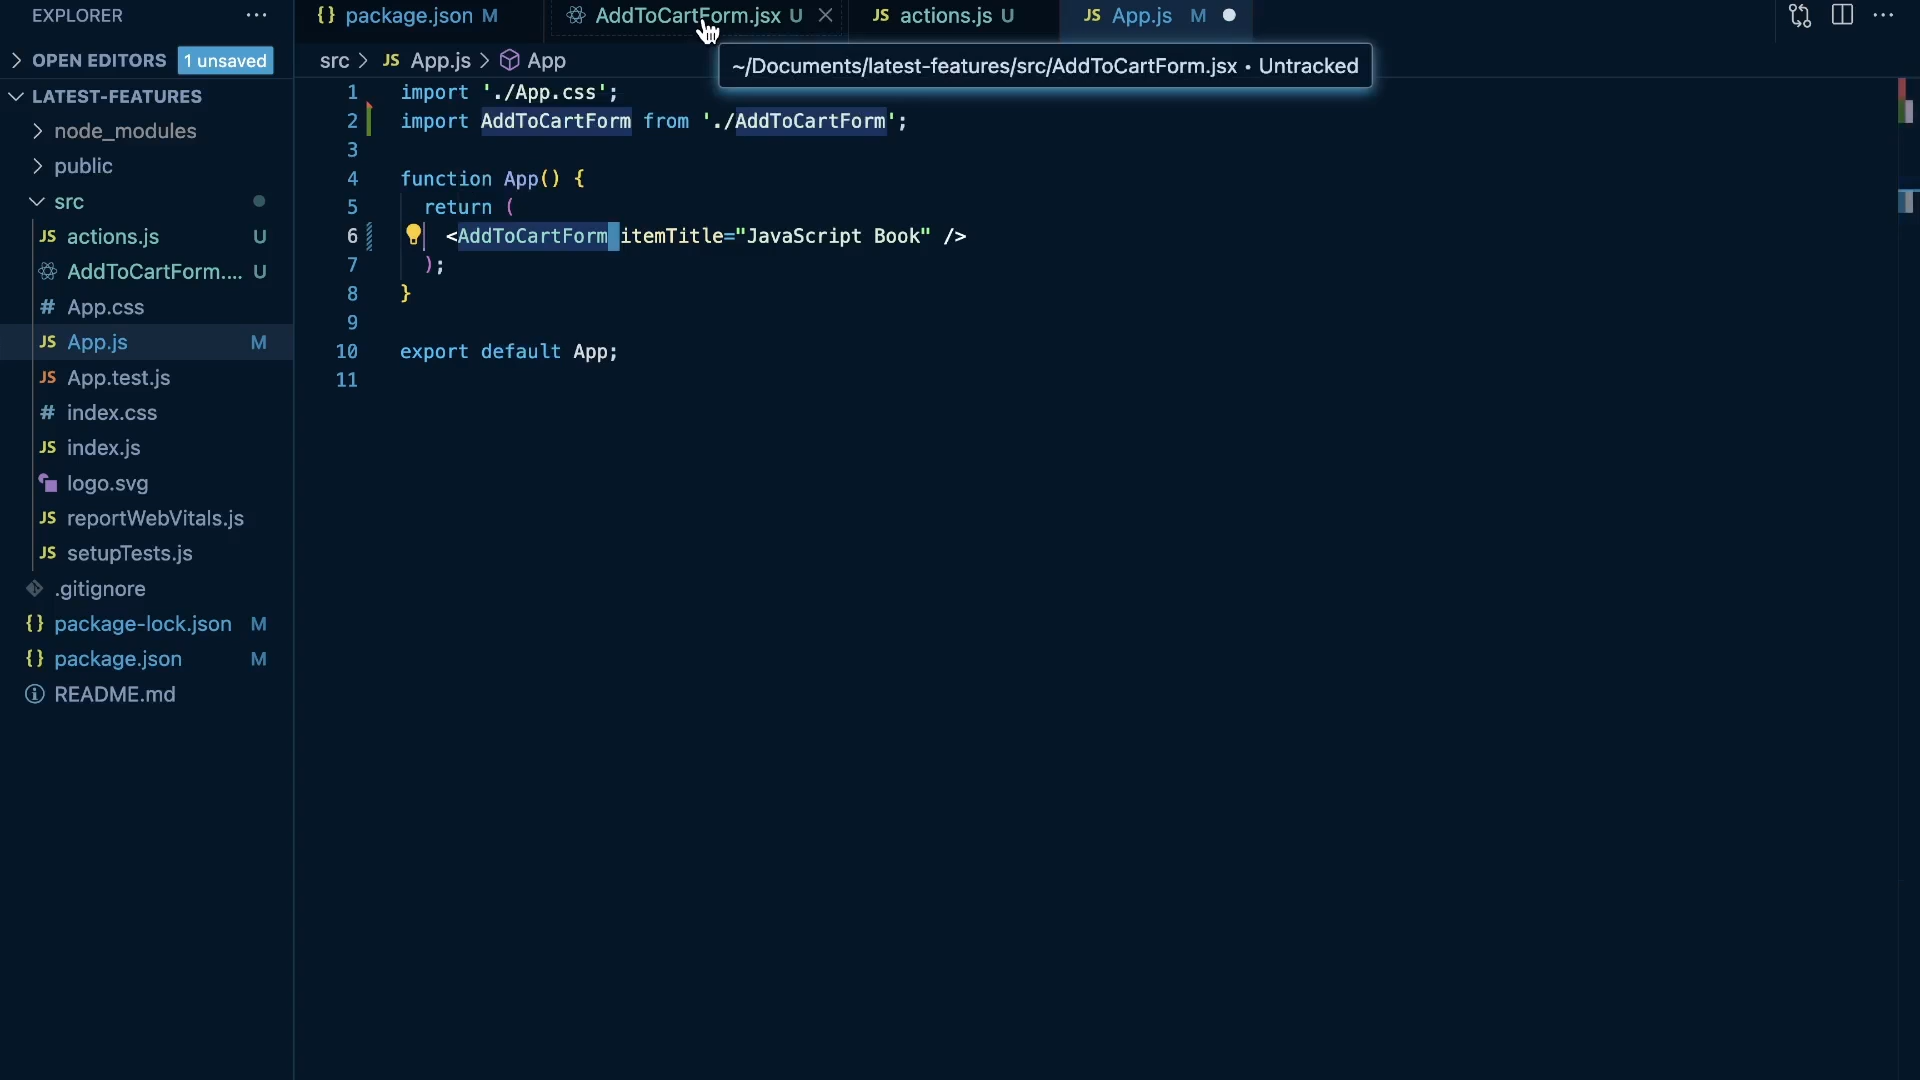 EXPLORER
OPEN EDITORS 1 unsaved
LATEST-FEATURES
node_modules
public
src
JS actions.js U
AddToCartForm.... U
# App.css
JS App.js M
JS App.test.js
# index.css
JS index.js
logo.svg
JS reportWebVitals.js
JS setupTests.js
.gitignore
{} package-lock.json M
{} package.json M
README.md
{} package.json M
AddToCartForm.jsx U
JS actions.js U
JS App.js M
src > JS App.js > App
~/Documents/latest-features/src/AddToCartForm.jsx • Untracked
1 import './App.css';
2 import AddToCartForm from './AddToCartForm';
3
4 function App() {
5 return (
6 <AddToCartForm itemTitle="JavaScript Book" />
7 );
8 }
9
10 export default App;
11